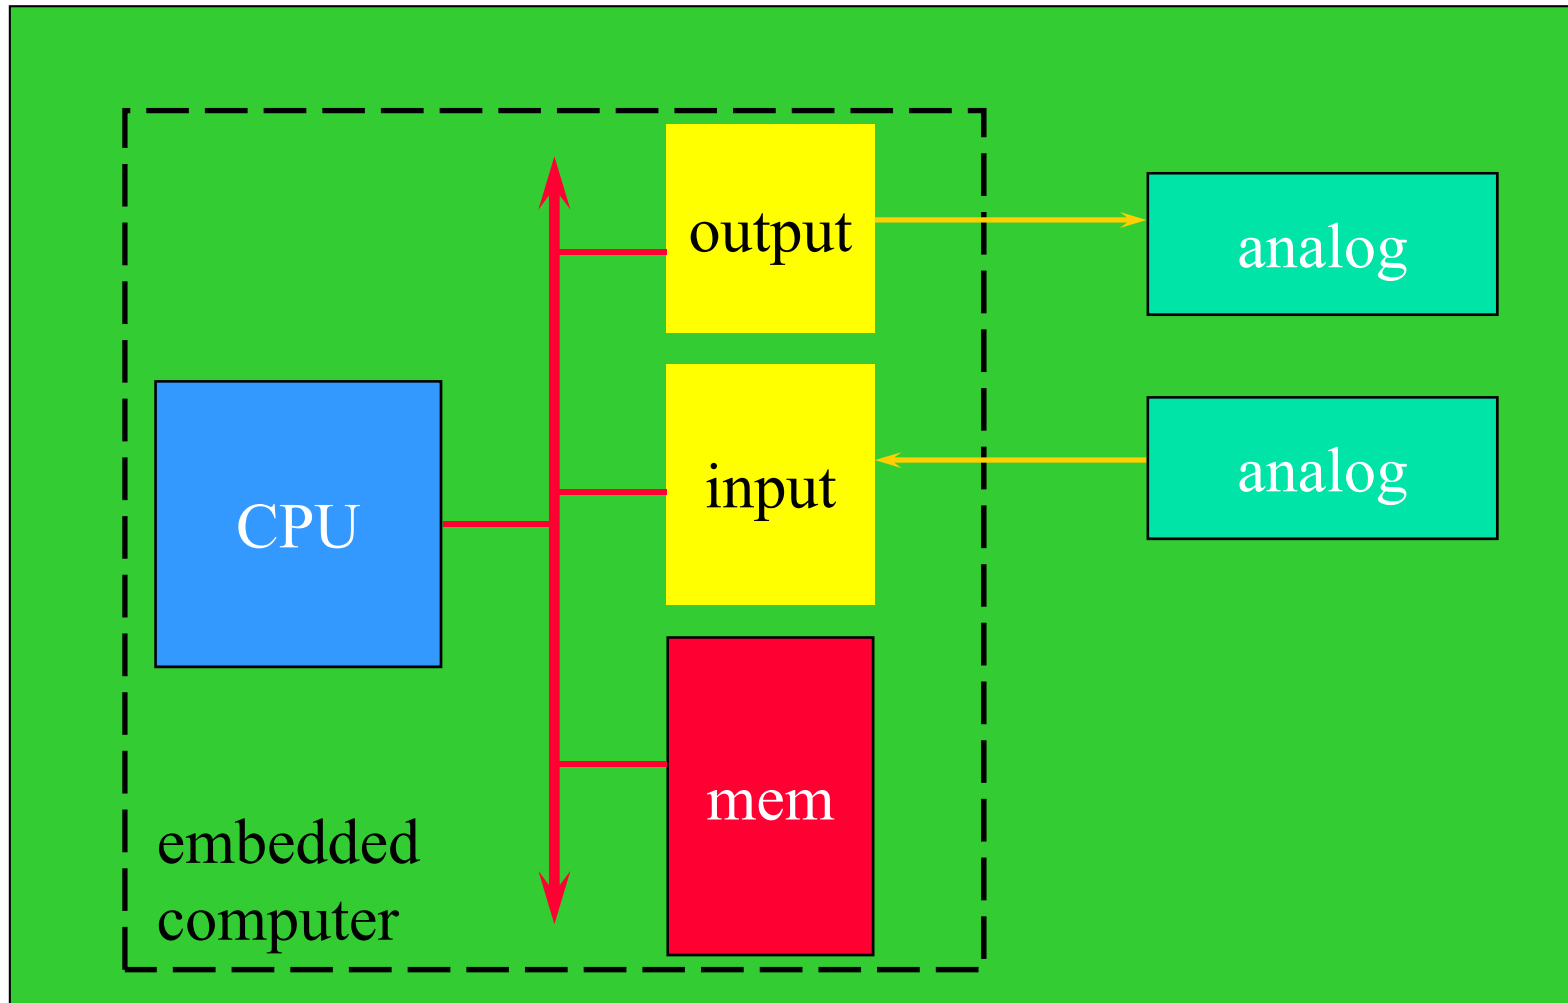 output
analog
input
analog
CPU
mem
embedded
computer